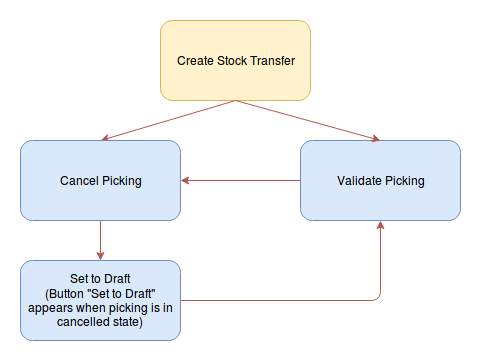 Create Stock Transfer
Cancel Picking
Validate Picking
Set to Draft
(Button "Set to Draft"
appears when picking is in
cancelled state)